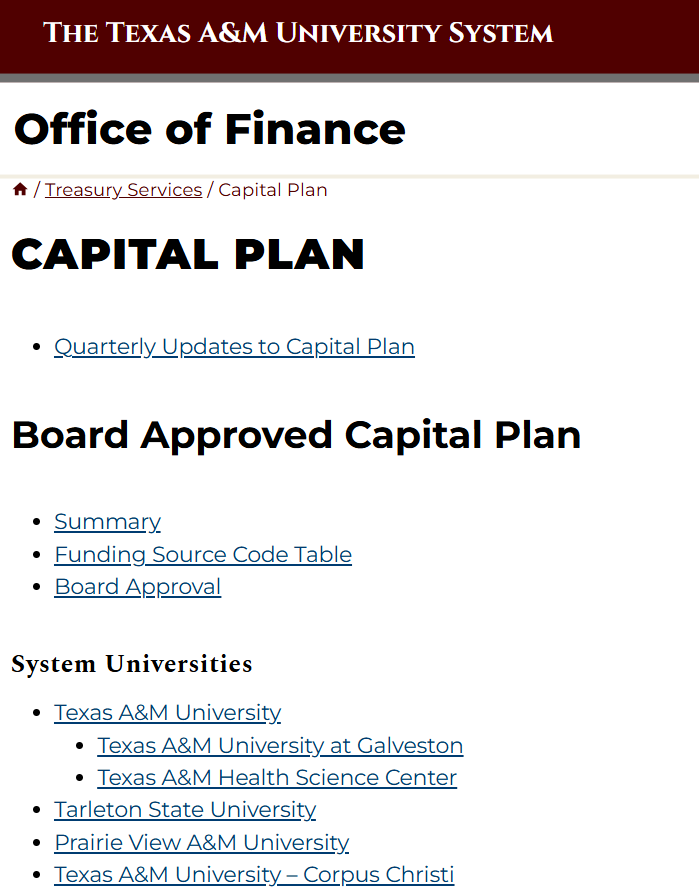 The Texas A&M University System
Office of Finance
/ Treasury Services / Capital Plan
CAPITAL PLAN
• Quarterly Updates to Capital Plan
Board Approved Capital Plan
• Summary
• Funding Source Code Table
• Board Approval
System Universities
• Texas A&M University
• Texas A&M University at Galveston
• Texas A&M Health Science Center
• Tarleton State University
• Prairie View A&M University
• Texas A&M University – Corpus Christi